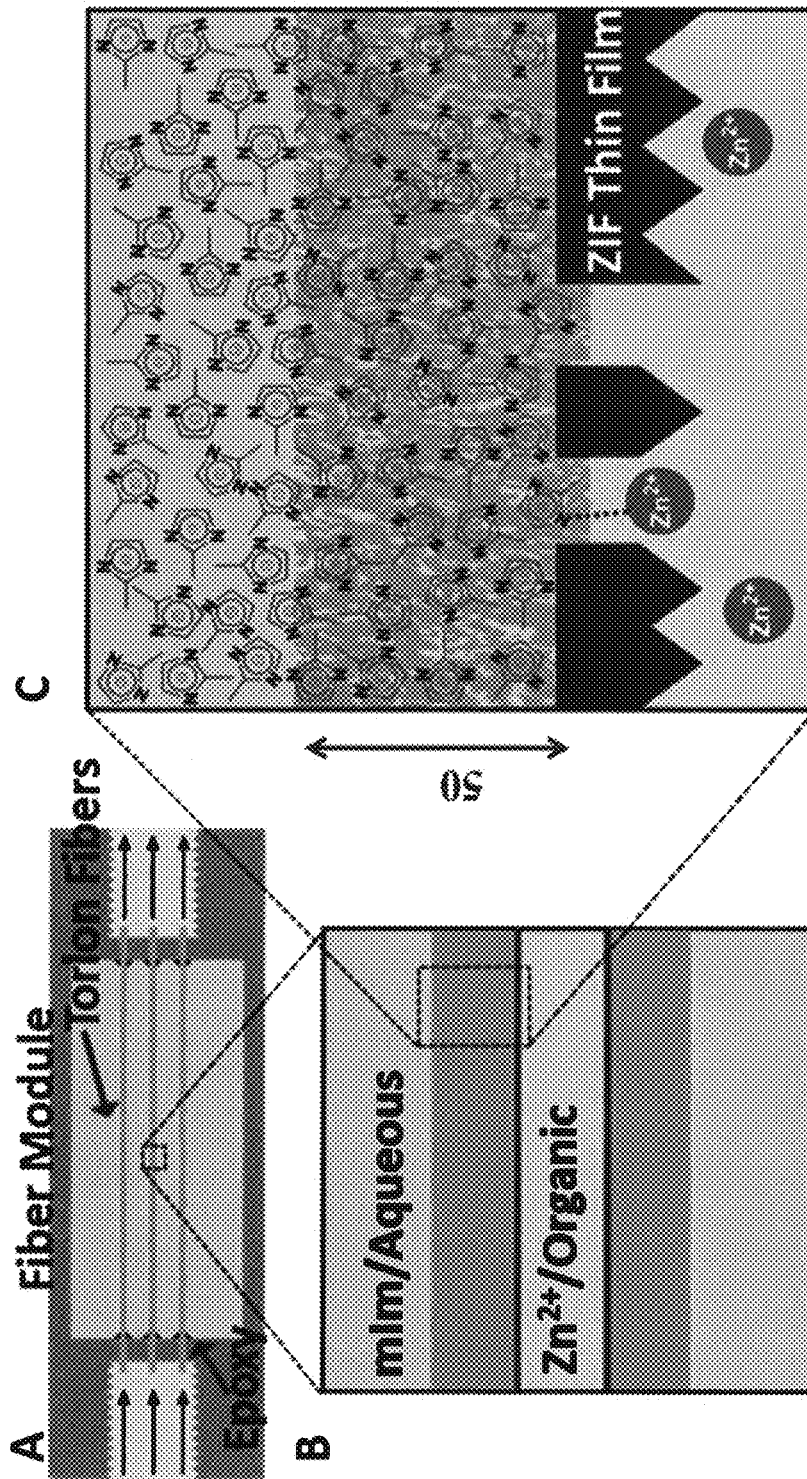 A
Fiber Module
Torlon Fibers
Epoxy
B
mIm/Aqueous
Zn²⁺/Organic
C
50
ZIF Thin Film
Zn²⁺
Zn²⁺
Zn²⁺